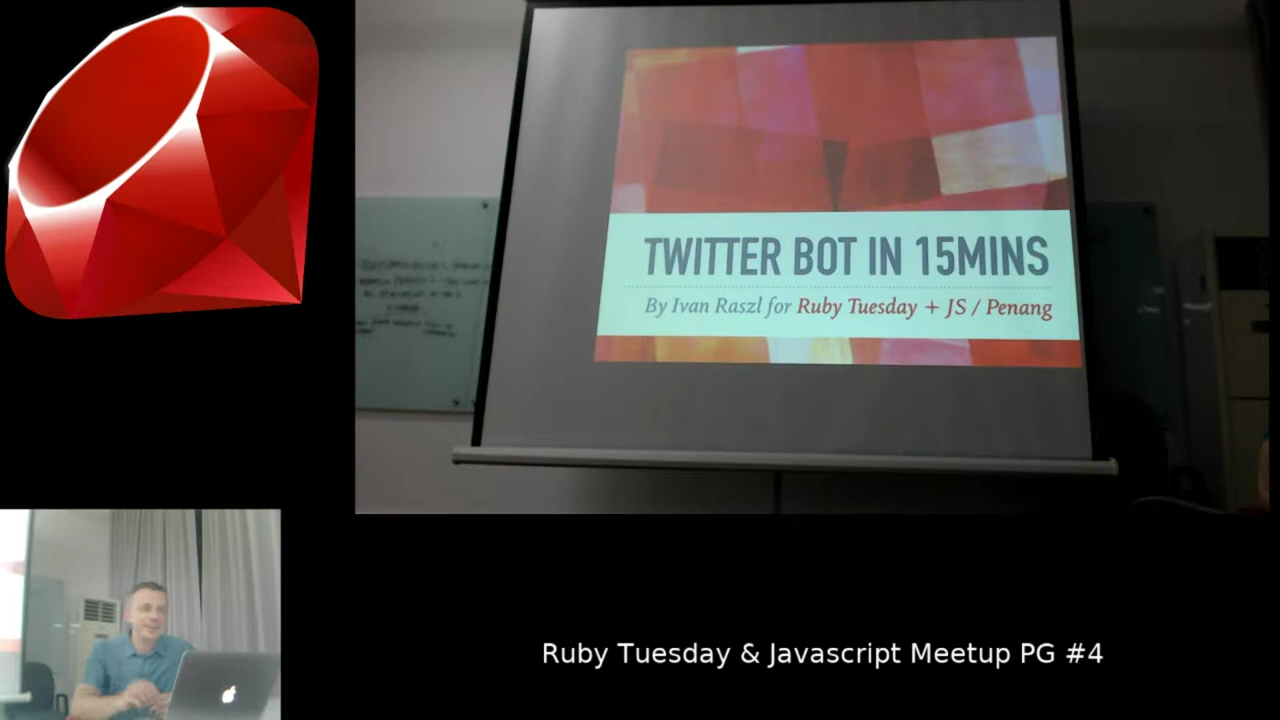 TWITTER BOT IN 15MINS
By Ivan Raszl for Ruby Tuesday + JS / Penang
Ruby Tuesday & Javascript Meetup PG #4